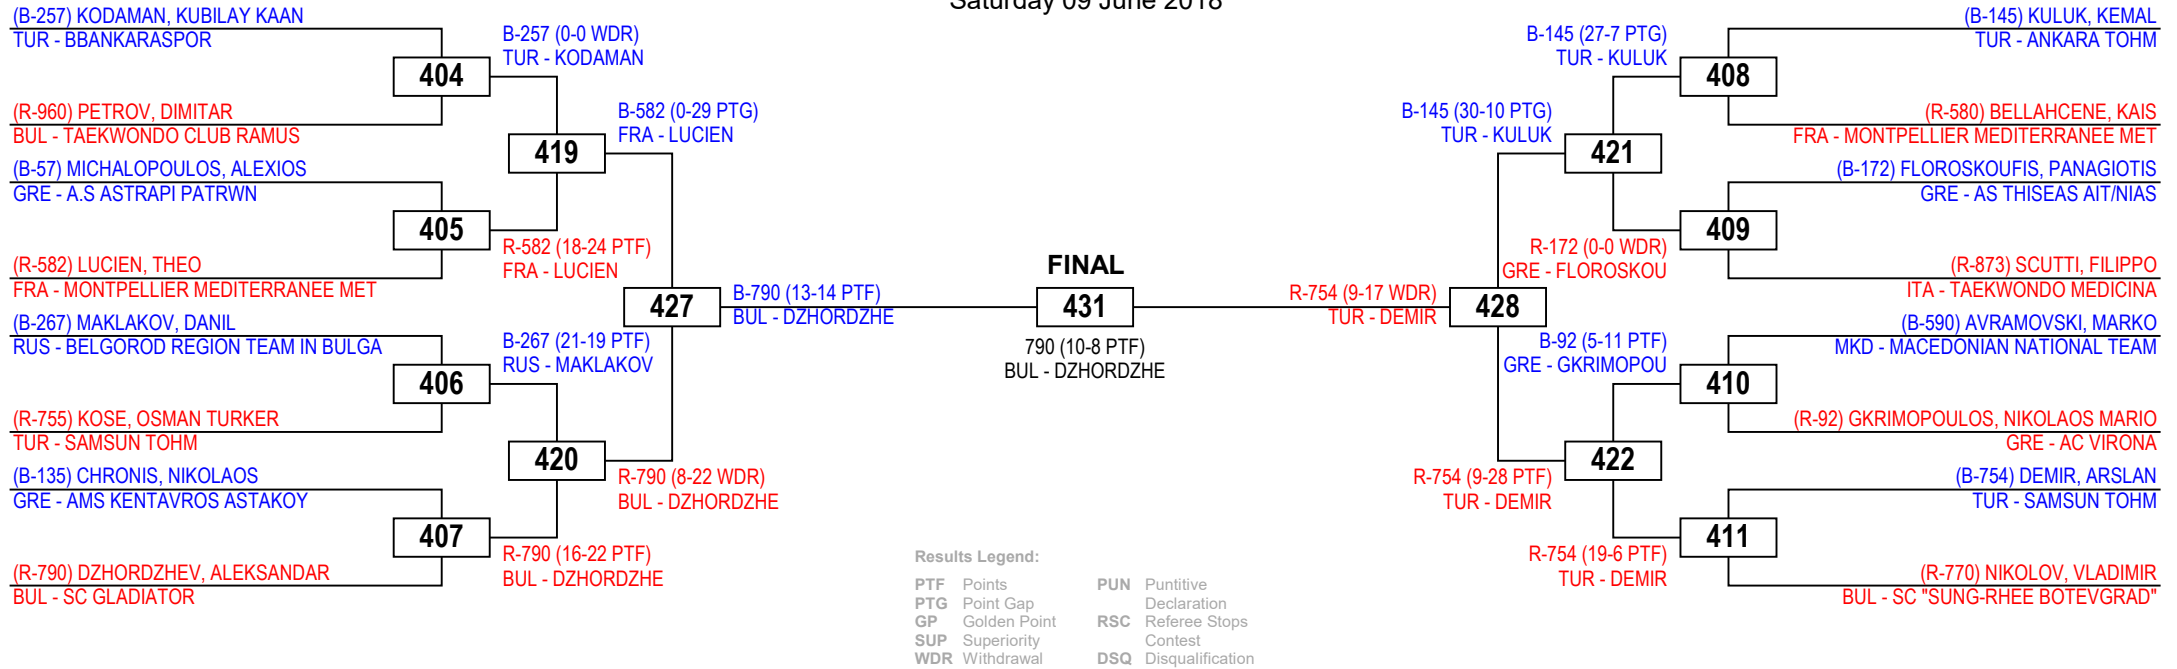 Saturday 09 June 2018
(B-257) KODAMAN, KUBILAY KAAN
TUR - BBANKARASPOR
404
(R-960) PETROV, DIMITAR
BUL - TAEKWONDO CLUB RAMUS
(B-57) MICHALOPOULOS, ALEXIOS
GRE - A.S ASTRAPI PATRWN
405
(R-582) LUCIEN, THEO
FRA - MONTPELLIER MEDITERRANEE MET
(B-267) MAKLAKOV, DANIL
RUS - BELGOROD REGION TEAM IN BULGA
406
(R-755) KOSE, OSMAN TURKER
TUR - SAMSUN TOHM
(B-135) CHRONIS, NIKOLAOS
GRE - AMS KENTAVROS ASTAKOY
407
(R-790) DZHORDZHEV, ALEKSANDAR
BUL - SC GLADIATOR
B-257 (0-0 WDR)
TUR - KODAMAN
419
R-582 (18-24 PTF)
FRA - LUCIEN
B-267 (21-19 PTF)
RUS - MAKLAKOV
420
R-790 (16-22 PTF)
BUL - DZHORDZHE
B-582 (0-29 PTG)
FRA - LUCIEN
427
R-790 (8-22 WDR)
BUL - DZHORDZHE
B-790 (13-14 PTF)
BUL - DZHORDZHE
FINAL
431
790 (10-8 PTF)
BUL - DZHORDZHE
R-754 (9-17 WDR)
TUR - DEMIR
B-145 (30-10 PTG)
TUR - KULUK
428
R-754 (9-28 PTF)
TUR - DEMIR
B-145 (27-7 PTG)
TUR - KULUK
421
R-172 (0-0 WDR)
GRE - FLOROSKOU
B-92 (5-11 PTF)
GRE - GKRIMOPOU
422
R-754 (19-6 PTF)
TUR - DEMIR
(B-145) KULUK, KEMAL
TUR - ANKARA TOHM
408
(R-580) BELLAHCENE, KAIS
FRA - MONTPELLIER MEDITERRANEE MET
(B-172) FLOROSKOUFIS, PANAGIOTIS
GRE - AS THISEAS AIT/NIAS
409
(R-873) SCUTTI, FILIPPO
ITA - TAEKWONDO MEDICINA
(B-590) AVRAMOVSKI, MARKO
MKD - MACEDONIAN NATIONAL TEAM
410
(R-92) GKRIMOPOULOS, NIKOLAOS MARIO
GRE - AC VIRONA
(B-754) DEMIR, ARSLAN
TUR - SAMSUN TOHM
411
(R-770) NIKOLOV, VLADIMIR
BUL - SC "SUNG-RHEE BOTEVGRAD"
Results Legend:
PTF Points
PTG Point Gap
GP Golden Point
SUP Superiority
WDR Withdrawal
PUN Puntitive
Declaration
RSC Referee Stops
Contest
DSQ Disqualification